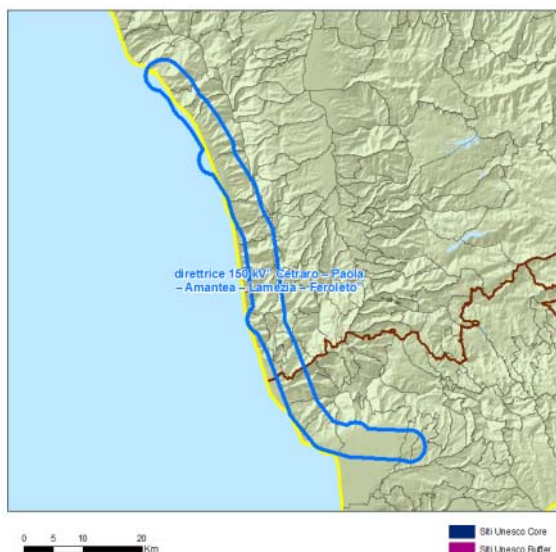 direttrice 150 kV "Cetraro – Paola
– Amantea – Lamezia – Feroleto"
0 5 10 20
Km
Siti Unesco Core
Siti Unesco Buffer